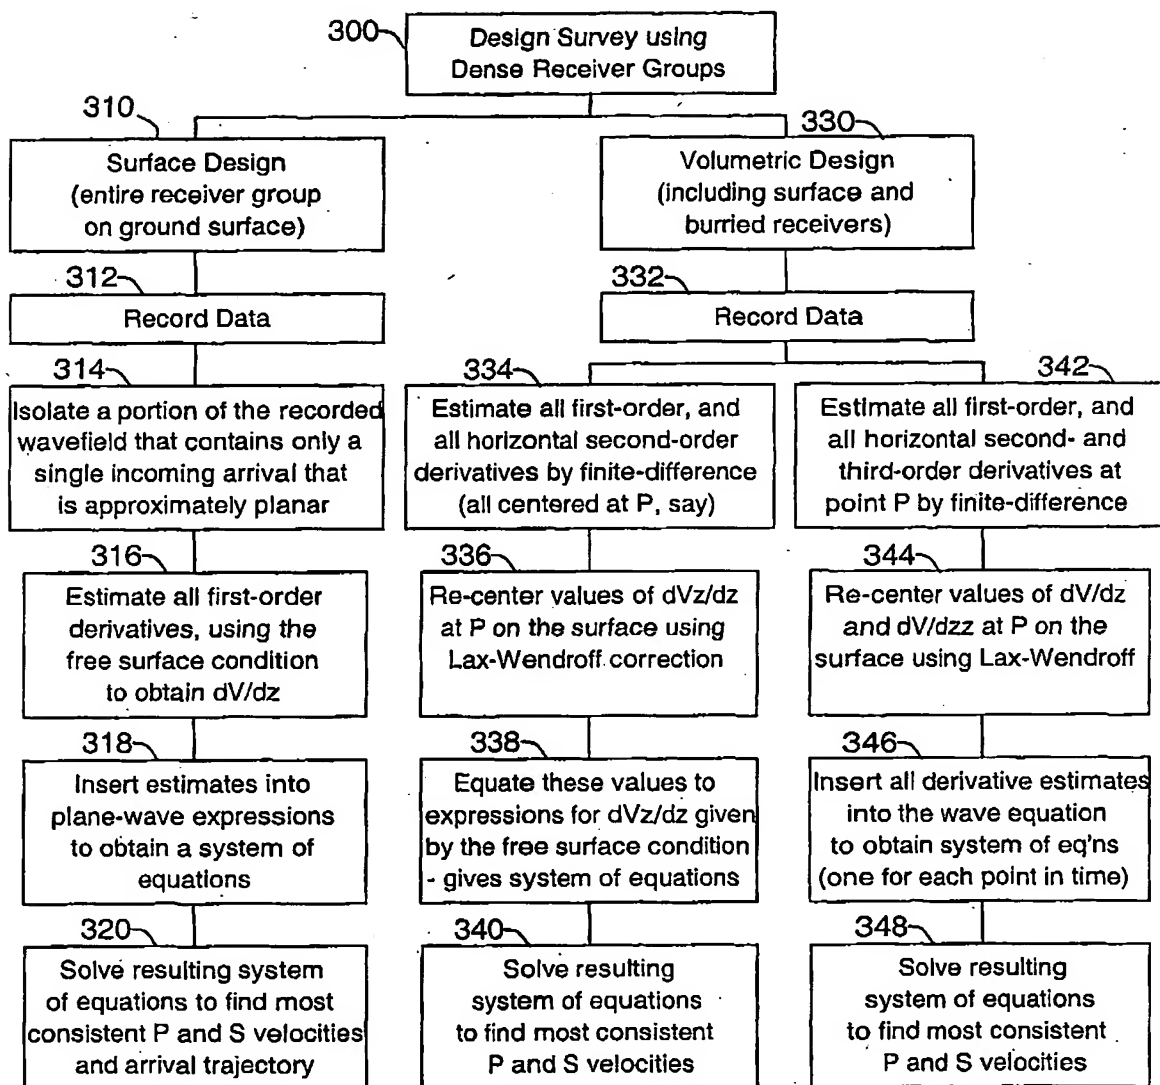 300
Design Survey using
Dense Receiver Groups
310
Surface Design
(entire receiver group
on ground surface)
330
Volumetric Design
(including surface and
burried receivers)
312
Record Data
332
Record Data
314
Isolate a portion of the recorded
wavefield that contains only a
single incoming arrival that
is approximately planar
334
Estimate all first-order, and
all horizontal second-order
derivatives by finite-difference
(all centered at P, say)
342
Estimate all first-order, and
all horizontal second- and
third-order derivatives at
point P by finite-difference
316
Estimate all first-order
derivatives, using the
free surface condition
to obtain dV/dz
336
Re-center values of dVz/dz
at P on the surface using
Lax-Wendroff correction
344
Re-center values of dV/dz
and dV/dzz at P on the
surface using Lax-Wendroff
318
Insert estimates into
plane-wave expressions
to obtain a system of
equations
338
Equate these values to
expressions for dVz/dz given
by the free surface condition
- gives system of equations
346
Insert all derivative estimates
into the wave equation
to obtain system of eq'ns
(one for each point in time)
320
Solve resulting system
of equations to find most
consistent P and S velocities
and arrival trajectory
340
Solve resulting
system of equations
to find most consistent
P and S velocities
348
Solve resulting
system of equations
to find most consistent
P and S velocities